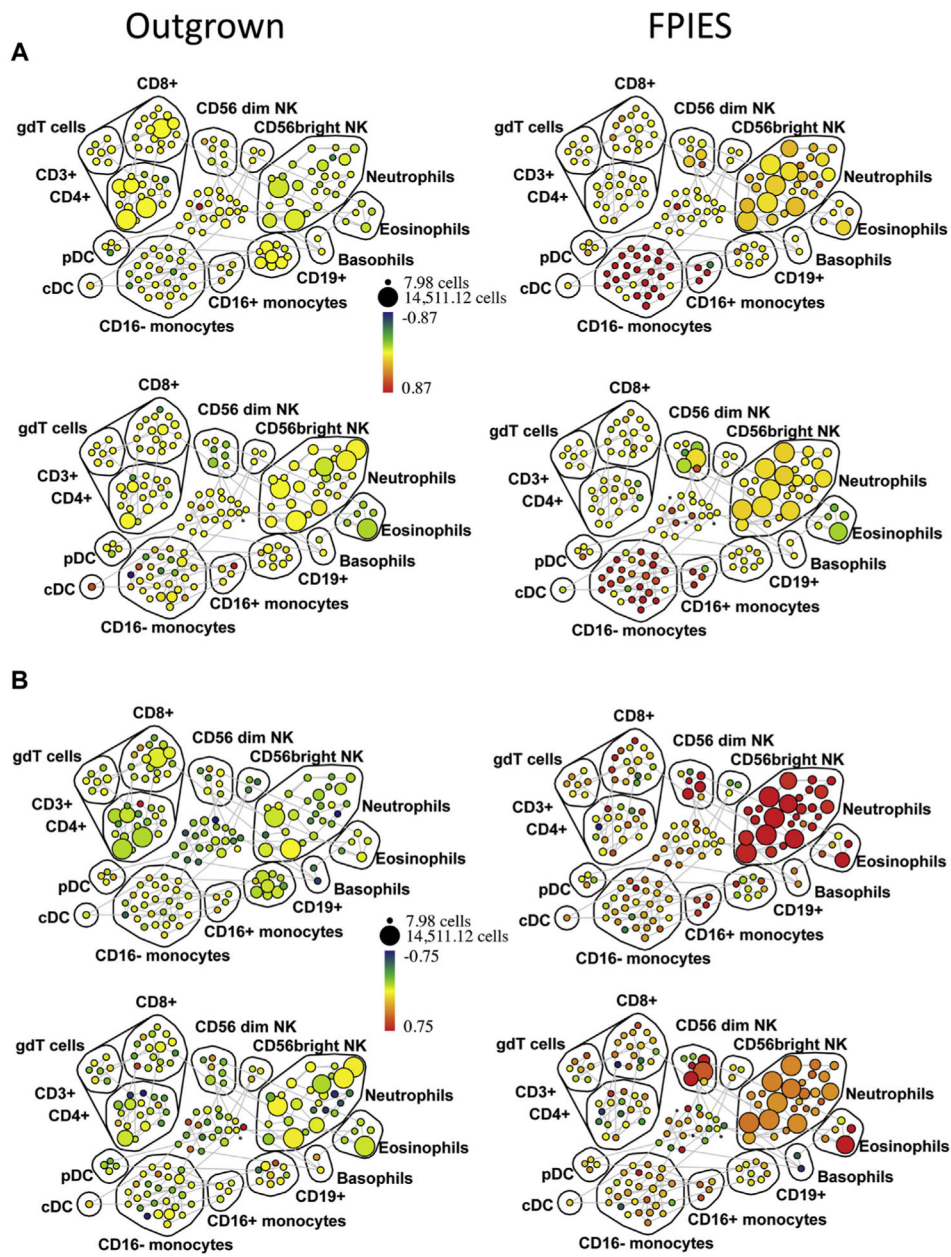 Outgrown FPIES
A
CD8+
CD56 dim NK
gdT cells
CD56bright NK
CD3+
Neutrophils
CD4+
Eosinophils
pDC
Basophils
cDC
CD19+
CD16+ monocytes
CD16- monocytes
CD8+
CD56 dim NK
gdT cells
CD56bright NK
CD3+
Neutrophils
CD4+
Eosinophils
pDC
Basophils
cDC
CD19+
CD16+ monocytes
CD16- monocytes
7.98 cells
14,511.12 cells
-0.87
0.87
CD8+
CD56 dim NK
gdT cells
CD56bright NK
CD3+
Neutrophils
CD4+
Eosinophils
pDC
Basophils
cDC
CD19+
CD16+ monocytes
CD16- monocytes
CD8+
CD56 dim NK
gdT cells
CD56bright NK
CD3+
Neutrophils
CD4+
Eosinophils
pDC
Basophils
cDC
CD19+
CD16+ monocytes
CD16- monocytes
B
CD8+
CD56 dim NK
gdT cells
CD56bright NK
CD3+
Neutrophils
CD4+
Eosinophils
pDC
Basophils
cDC
CD19+
CD16+ monocytes
CD16- monocytes
CD8+
CD56 dim NK
gdT cells
CD56bright NK
CD3+
Neutrophils
CD4+
Eosinophils
pDC
Basophils
cDC
CD19+
CD16+ monocytes
CD16- monocytes
7.98 cells
14,511.12 cells
-0.75
0.75
CD8+
CD56 dim NK
gdT cells
CD56bright NK
CD3+
Neutrophils
CD4+
Eosinophils
pDC
Basophils
cDC
CD19+
CD16+ monocytes
CD16- monocytes
CD8+
CD56 dim NK
gdT cells
CD56bright NK
CD3+
Neutrophils
CD4+
Eosinophils
pDC
Basophils
cDC
CD19+
CD16+ monocytes
CD16- monocytes